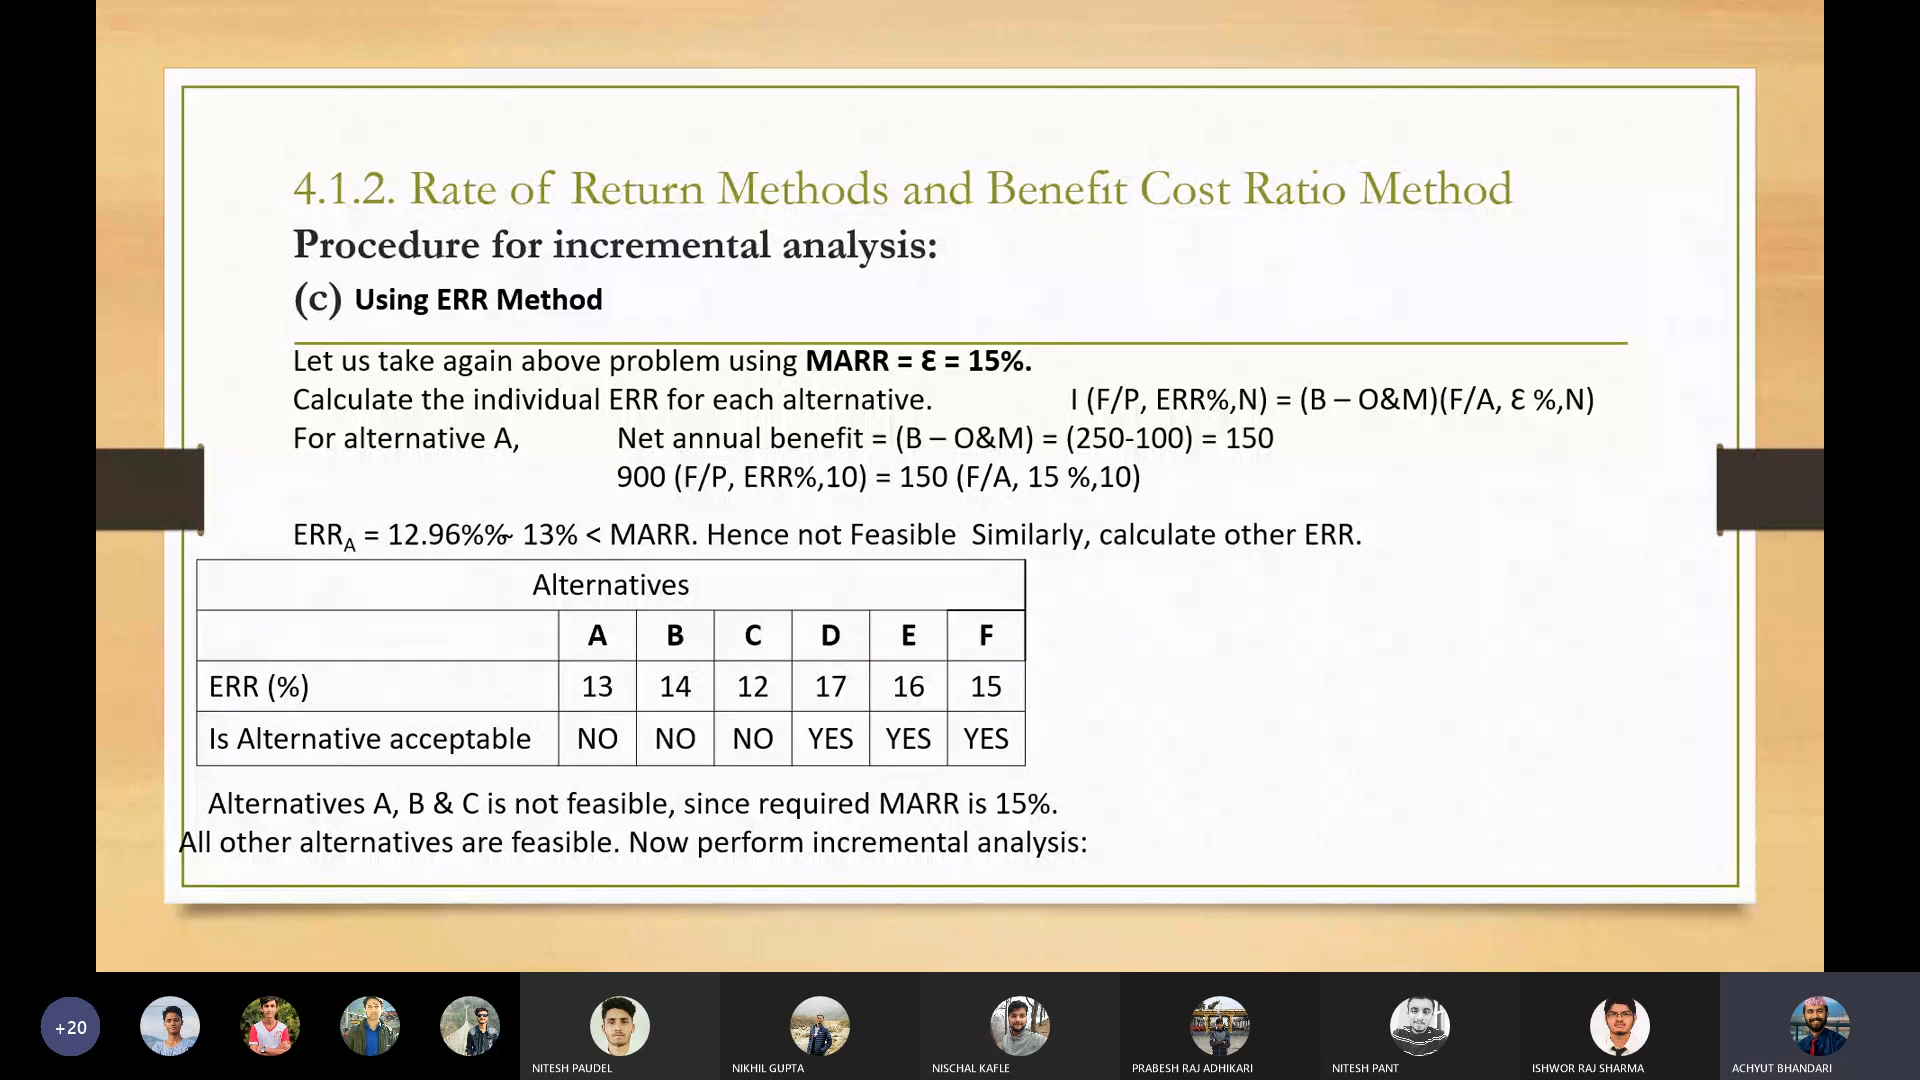 4.1.2. Rate of Return Methods and Benefit Cost Ratio Method
Procedure for incremental analysis:
(c) Using ERR Method
Let us take again above problem using MARR = Ɛ = 15%.
Calculate the individual ERR for each alternative. I (F/P, ERR%,N) = (B – O&M)(F/A, Ɛ %,N)
For alternative A, Net annual benefit = (B – O&M) = (250-100) = 150
900 (F/P, ERR%,10) = 150 (F/A, 15 %,10)
ERRA = 12.96%%~ 13% < MARR. Hence not Feasible Similarly, calculate other ERR.
Alternatives
A B C D E F
ERR (%) 13 14 12 17 16 15
Is Alternative acceptable NO NO NO YES YES YES
Alternatives A, B & C is not feasible, since required MARR is 15%.
All other alternatives are feasible. Now perform incremental analysis:
+20
NITESH PAUDEL
NIKHIL GUPTA
NISCHAL KAFLE
PRABESH RAJ ADHIKARI
NITESH PANT
ISHWOR RAJ SHARMA
ACHYUT BHANDARI